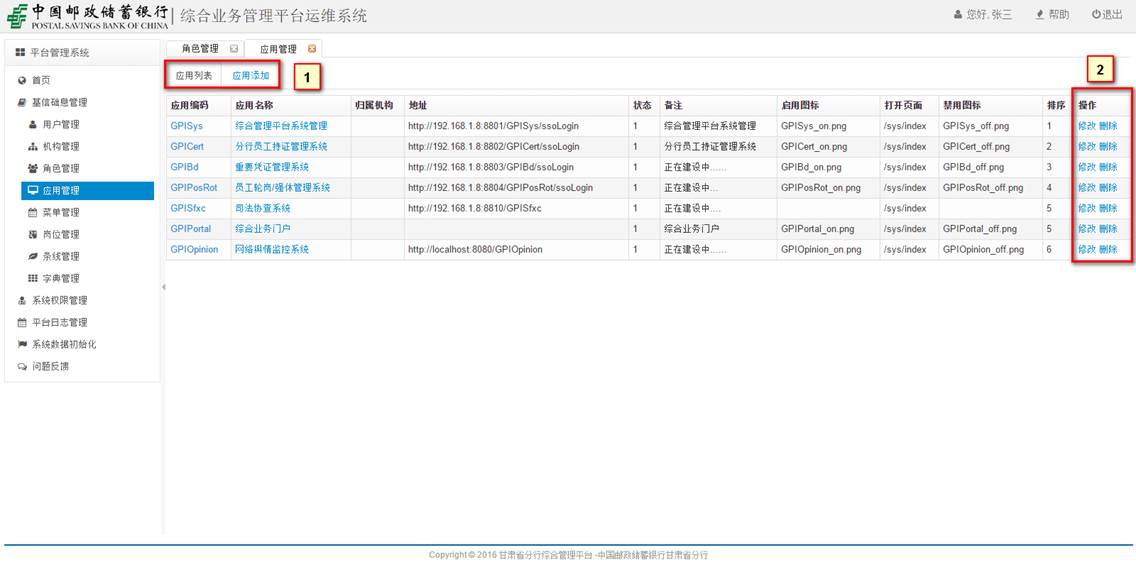 中国邮政储蓄银行
POSTAL SAVINGS BANK OF CHINA
综合业务管理平台运维系统
您好, 张三 帮助 退出
平台管理系统
首页
基信础息管理
用户管理
机构管理
角色管理
应用管理
菜单管理
岗位管理
条线管理
字典管理
系统权限管理
平台日志管理
系统数据初始化
问题反馈
角色管理 应用管理
应用列表 应用添加
1
2
应用编码 应用名称 归属机构 地址 状态 备注 启用图标 打开页面 禁用图标 排序 操作
GPISys 综合管理平台系统管理 http://192.168.1.8:8801/GPISys/ssoLogin 1 综合管理平台系统管理 GPISys_on.png /sys/index GPISys_off.png 1 修改 删除
GPICert 分行员工持证管理系统 http://192.168.1.8:8802/GPICert/ssoLogin 1 分行员工持证管理系统 GPICert_on.png /sys/index GPICert_off.png 2 修改 删除
GPIBd 重要凭证管理系统 http://192.168.1.8:8803/GPIBd/ssoLogin 1 正在建设中...... GPIBd_on.png /sys/index GPIBd_off.png 3 修改 删除
GPIPosRot 员工轮岗/强休管理系统 http://192.168.1.8:8804/GPIPosRot/ssoLogin 1 正在建设中... GPIPosRot_on.png /sys/index GPIPosRot_off.png 4 修改 删除
GPISfxc 司法协查系统 http://192.168.1.8:8810/GPISfxc 1 正在建设中.... /sys/index 5 修改 删除
GPIPortal 综合业务门户 1 综合业务门户 GPIPortal_on.png /sys/index GPIPortal_off.png 5 修改 删除
GPIOpinion 网络舆情监控系统 http://localhost:8080/GPIOpinion 1 正在建设中...... GPIOpinion_on.png /sys/index GPIOpinion_off.png 6 修改 删除
Copyright © 2016 甘肃省分行综合管理平台 -中国邮政储蓄银行甘肃省分行